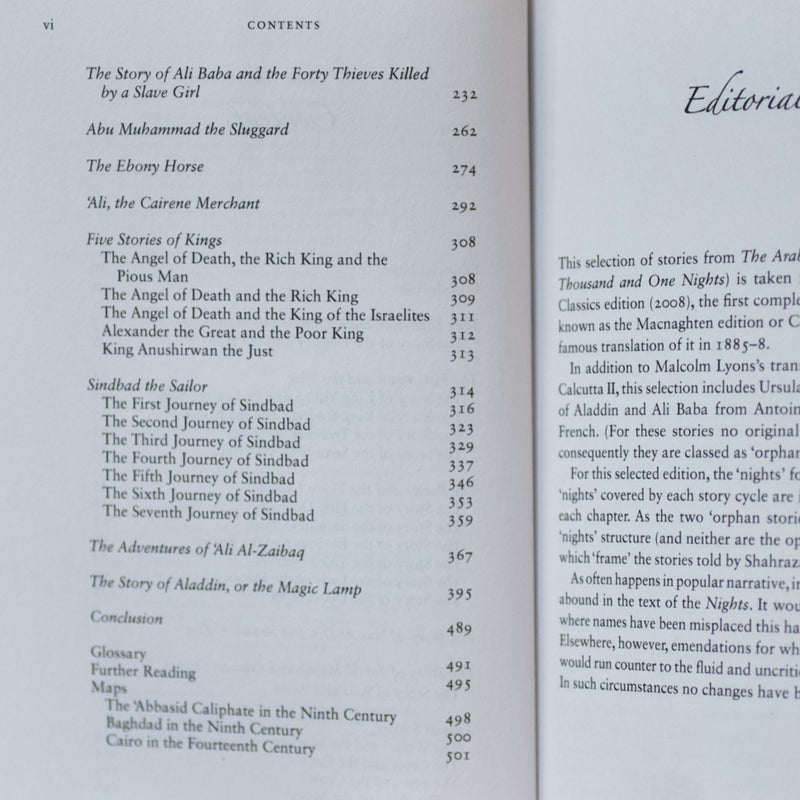 vi
CONTENTS
The Story of Ali Baba and the Forty Thieves Killed
by a Slave Girl 232
Abu Muhammad the Sluggard 262
The Ebony Horse 274
‘Ali, the Cairene Merchant 292
Five Stories of Kings 308
The Angel of Death, the Rich King and the
Pious Man 308
The Angel of Death and the Rich King 309
The Angel of Death and the King of the Israelites 311
Alexander the Great and the Poor King 312
King Anushirwan the Just 313
Sindbad the Sailor 314
The First Journey of Sindbad 316
The Second Journey of Sindbad 323
The Third Journey of Sindbad 329
The Fourth Journey of Sindbad 337
The Fifth Journey of Sindbad 346
The Sixth Journey of Sindbad 353
The Seventh Journey of Sindbad 359
The Adventures of ‘Ali Al-Zaibaq 367
The Story of Aladdin, or the Magic Lamp 395
Conclusion 489
Glossary 491
Further Reading 495
Maps
The ‘Abbasid Caliphate in the Ninth Century 498
Baghdad in the Ninth Century 500
Cairo in the Fourteenth Century 501
Editorial
This selection of stories from The Arab
Thousand and One Nights) is taken
Classics edition (2008), the first comple
known as the Macnaghten edition or C
famous translation of it in 1885–8.
In addition to Malcolm Lyons's tran
Calcutta II, this selection includes Ursula
of Aladdin and Ali Baba from Antoin
French. (For these stories no original
consequently they are classed as ‘orphan
For this selected edition, the ‘nights’ fo
‘nights’ covered by each story cycle are
each chapter. As the two ‘orphan stori
‘nights’ structure (and neither are the op
which ‘frame’ the stories told by Shahraz
As often happens in popular narrative, in
abound in the text of the Nights. It wou
where names have been misplaced this ha
Elsewhere, however, emendations for wh
would run counter to the fluid and uncriti
In such circumstances no changes have b